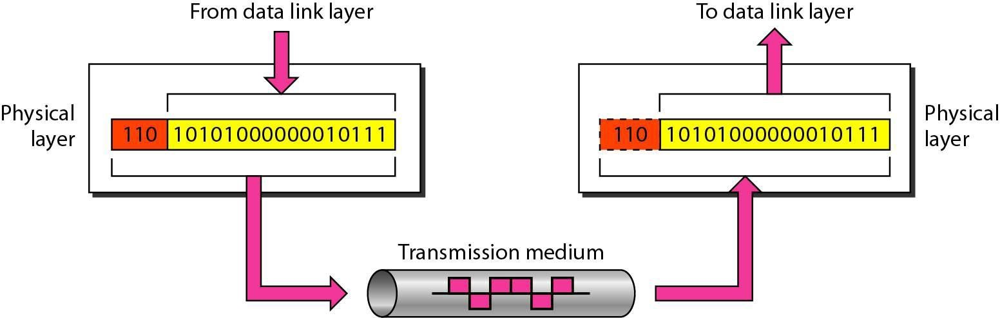 From data link layer
To data link layer
Physical
layer
110 10101000000010111
110 10101000000010111
Physical
layer
Transmission medium